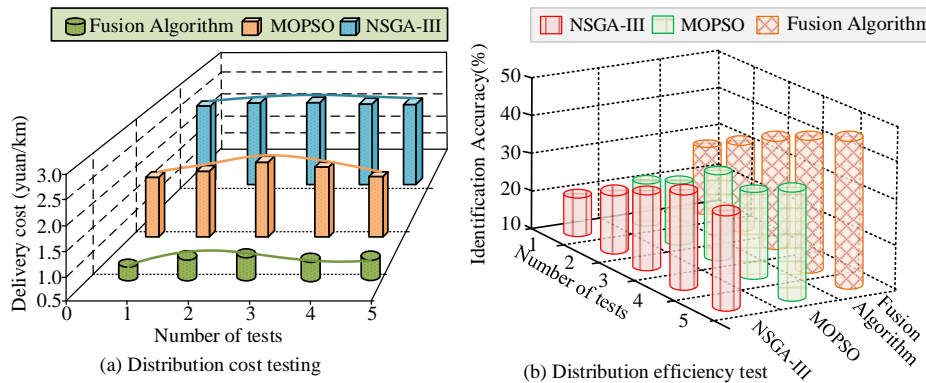 Fusion Algorithm MOPSO NSGA-III
Delivery cost (yuan/km)
3.0
2.5
2.0
1.5
1.0
0.5
0 1 2 3 4 5
Number of tests
(a) Distribution cost testing
NSGA-III MOPSO Fusion Algorithm
Identification Accuracy(%)
50
40
30
20
10
1
2
3
4
5
Number of tests
NSGA-III
MOPSO
Fusion
Algorithm
(b) Distribution efficiency test